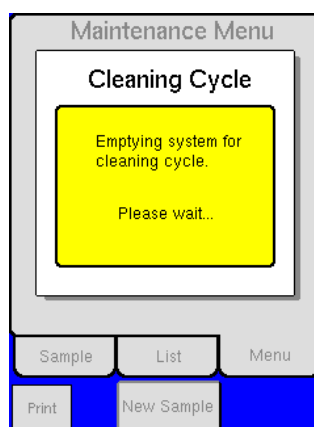 Maintenance Menu
Cleaning Cycle
Emptying system for
cleaning cycle.
Please wait...
Sample
List
Menu
Print
New Sample